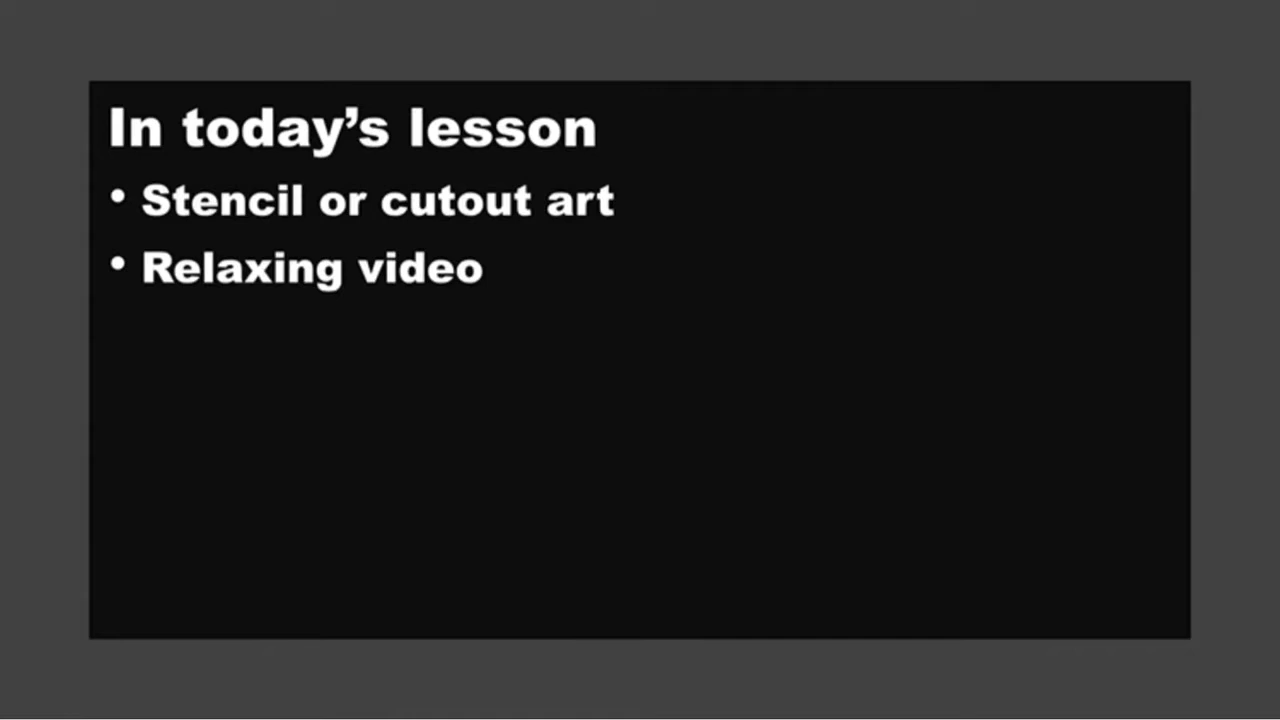 In today’s lesson
• Stencil or cutout art
• Relaxing video